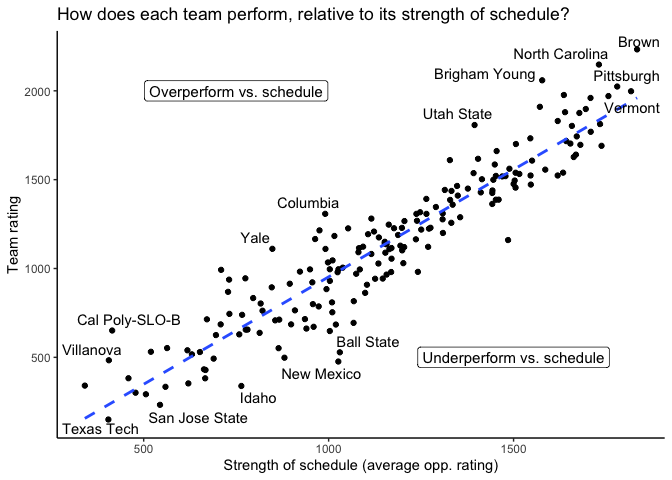 How does each team perform, relative to its strength of schedule?
Brown
North Carolina
Brigham Young
Pittsburgh
Overperform vs. schedule
2000
Vermont
Utah State
1500
Columbia
Yale
Team rating
1000
Cal Poly-SLO-B
Villanova
Ball State
500
Underperform vs. schedule
New Mexico
Idaho
San Jose State
Texas Tech
500
1000
1500
Strength of schedule (average opp. rating)